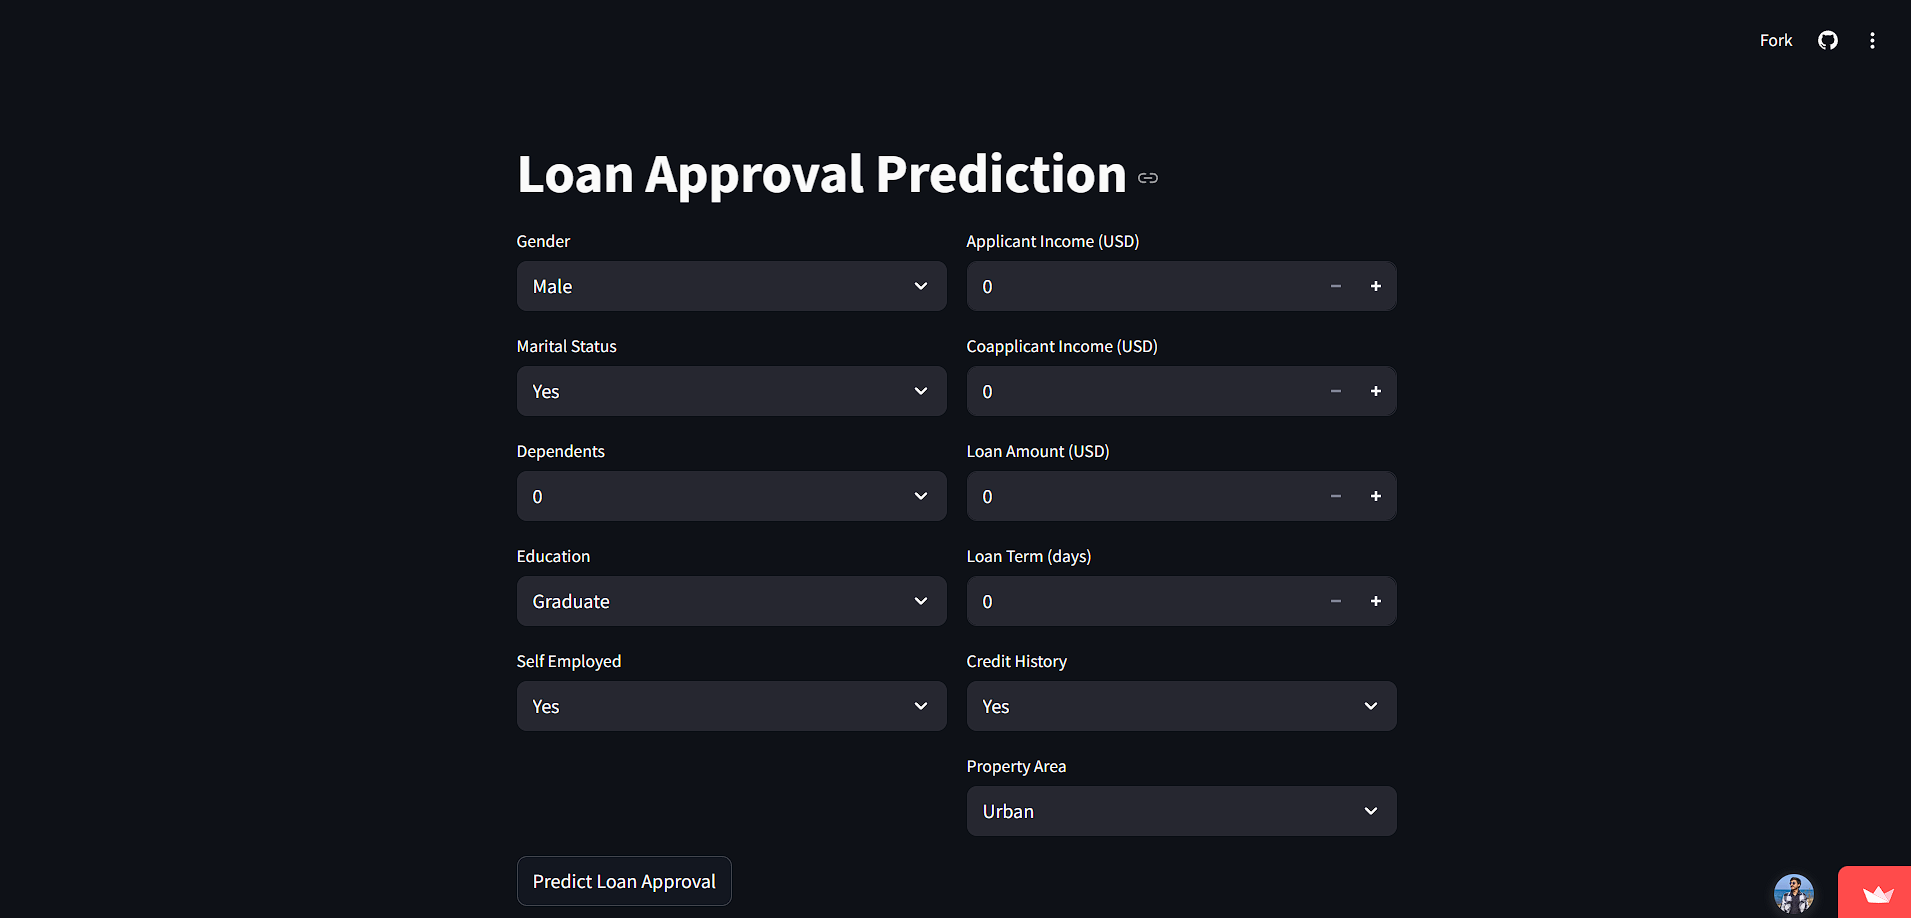 Fork
Loan Approval Prediction
Gender
Male
Marital Status
Yes
Dependents
0
Education
Graduate
Self Employed
Yes
Applicant Income (USD)
0
Coapplicant Income (USD)
0
Loan Amount (USD)
0
Loan Term (days)
0
Credit History
Yes
Property Area
Urban
Predict Loan Approval